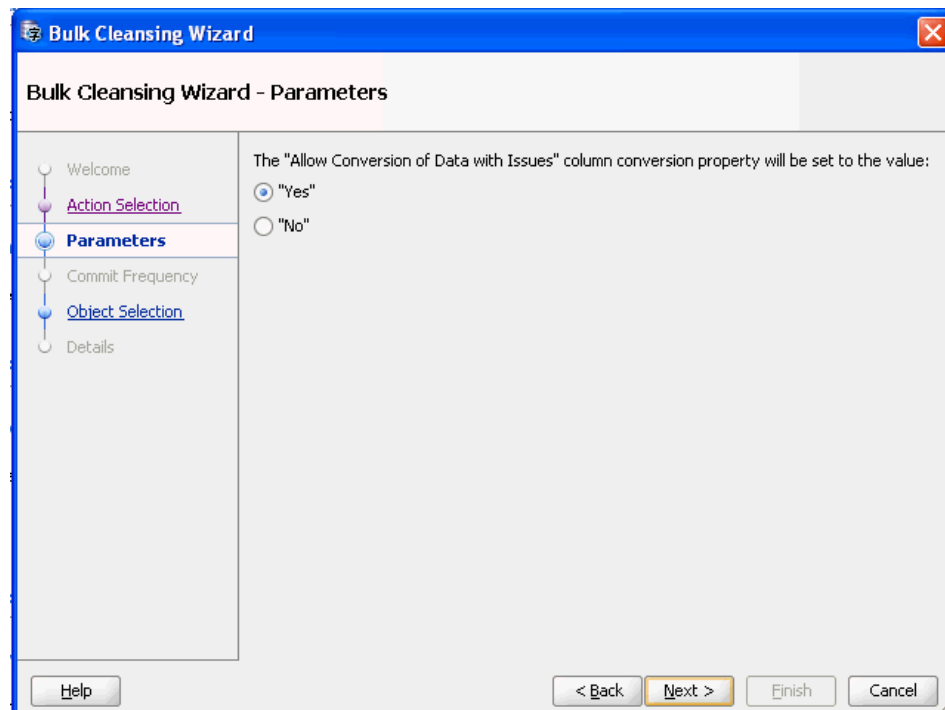 Bulk Cleansing Wizard
Bulk Cleansing Wizard - Parameters
Welcome
Action Selection
Parameters
Commit Frequency
Object Selection
Details
The "Allow Conversion of Data with Issues" column conversion property will be set to the value:
"Yes"
"No"
Help
< Back
Next >
Finish
Cancel